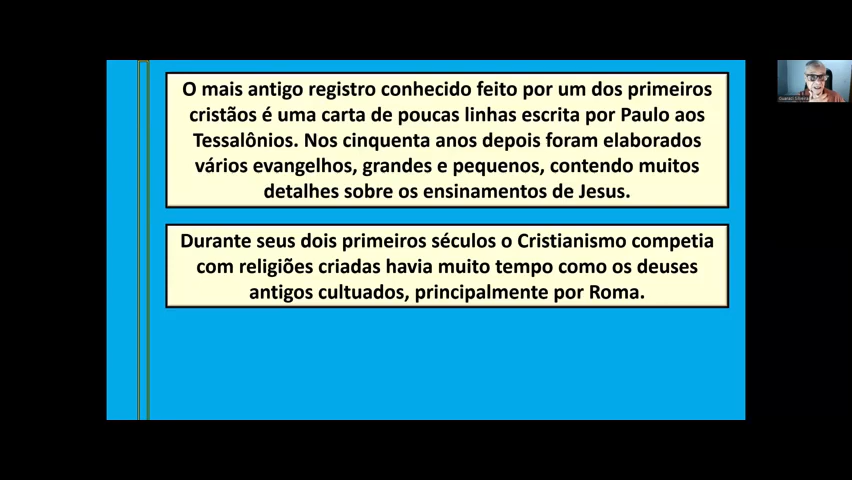 O mais antigo registro conhecido feito por um dos primeiros
cristãos é uma carta de poucas linhas escrita por Paulo aos
Tessalônios. Nos cinquenta anos depois foram elaborados
vários evangelhos, grandes e pequenos, contendo muitos
detalhes sobre os ensinamentos de Jesus.
Durante seus dois primeiros séculos o Cristianismo competia
com religiões criadas havia muito tempo como os deuses
antigos cultuados, principalmente por Roma.